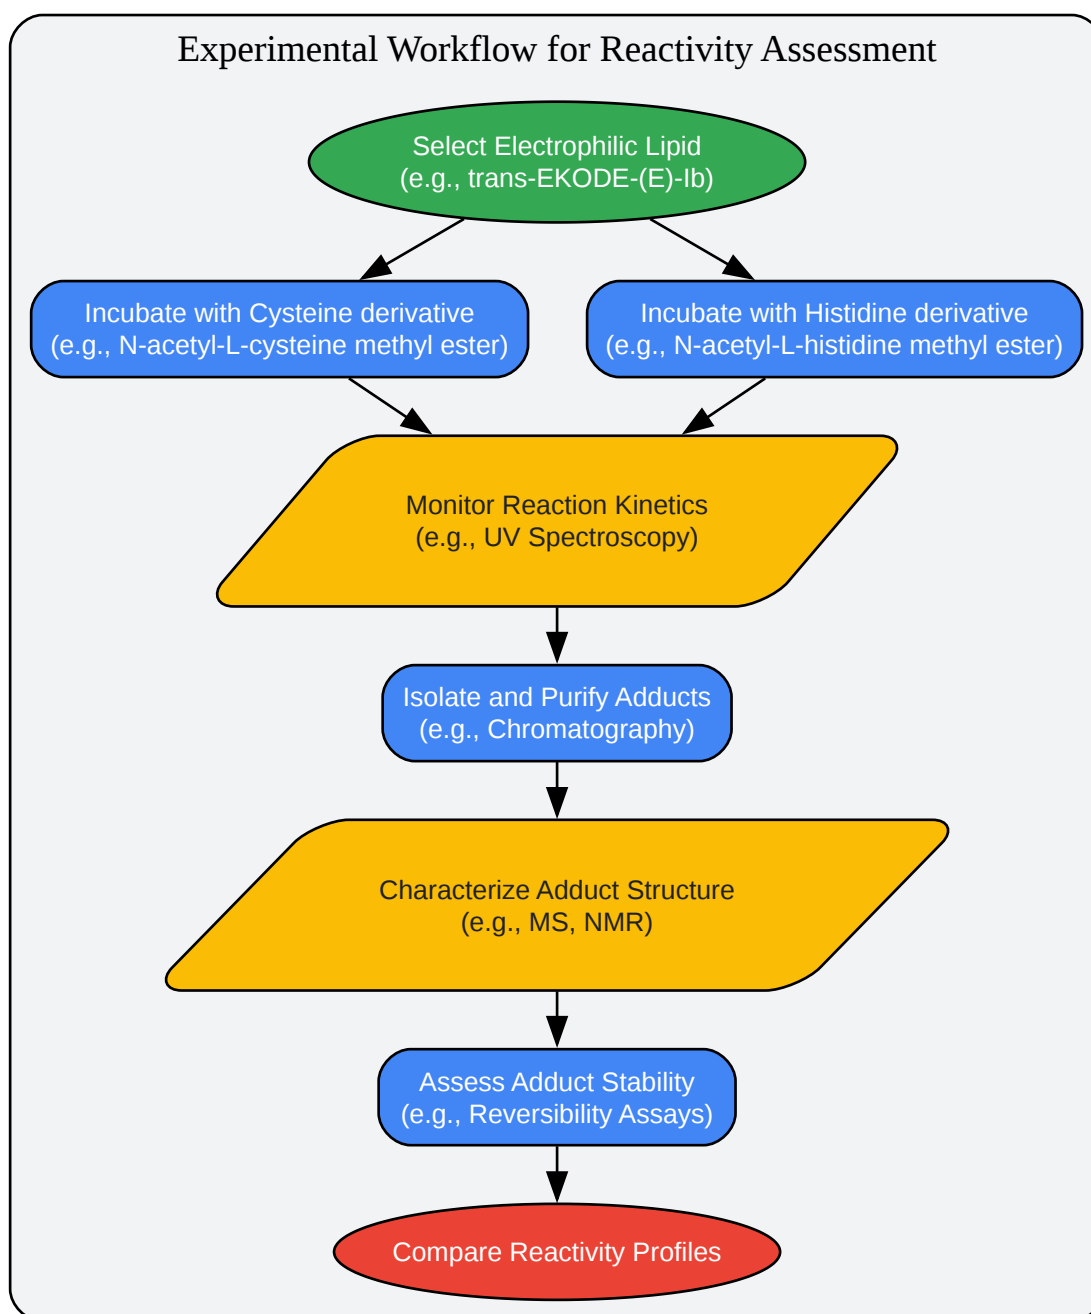 Experimental Workflow for Reactivity Assessment
Select Electrophilic Lipid
(e.g., trans-EKODE-(E)-Ib)
Incubate with Cysteine derivative
(e.g., N-acetyl-L-cysteine methyl ester)
Incubate with Histidine derivative
(e.g., N-acetyl-L-histidine methyl ester)
Monitor Reaction Kinetics
(e.g., UV Spectroscopy)
Isolate and Purify Adducts
(e.g., Chromatography)
Characterize Adduct Structure
(e.g., MS, NMR)
Assess Adduct Stability
(e.g., Reversibility Assays)
Compare Reactivity Profiles